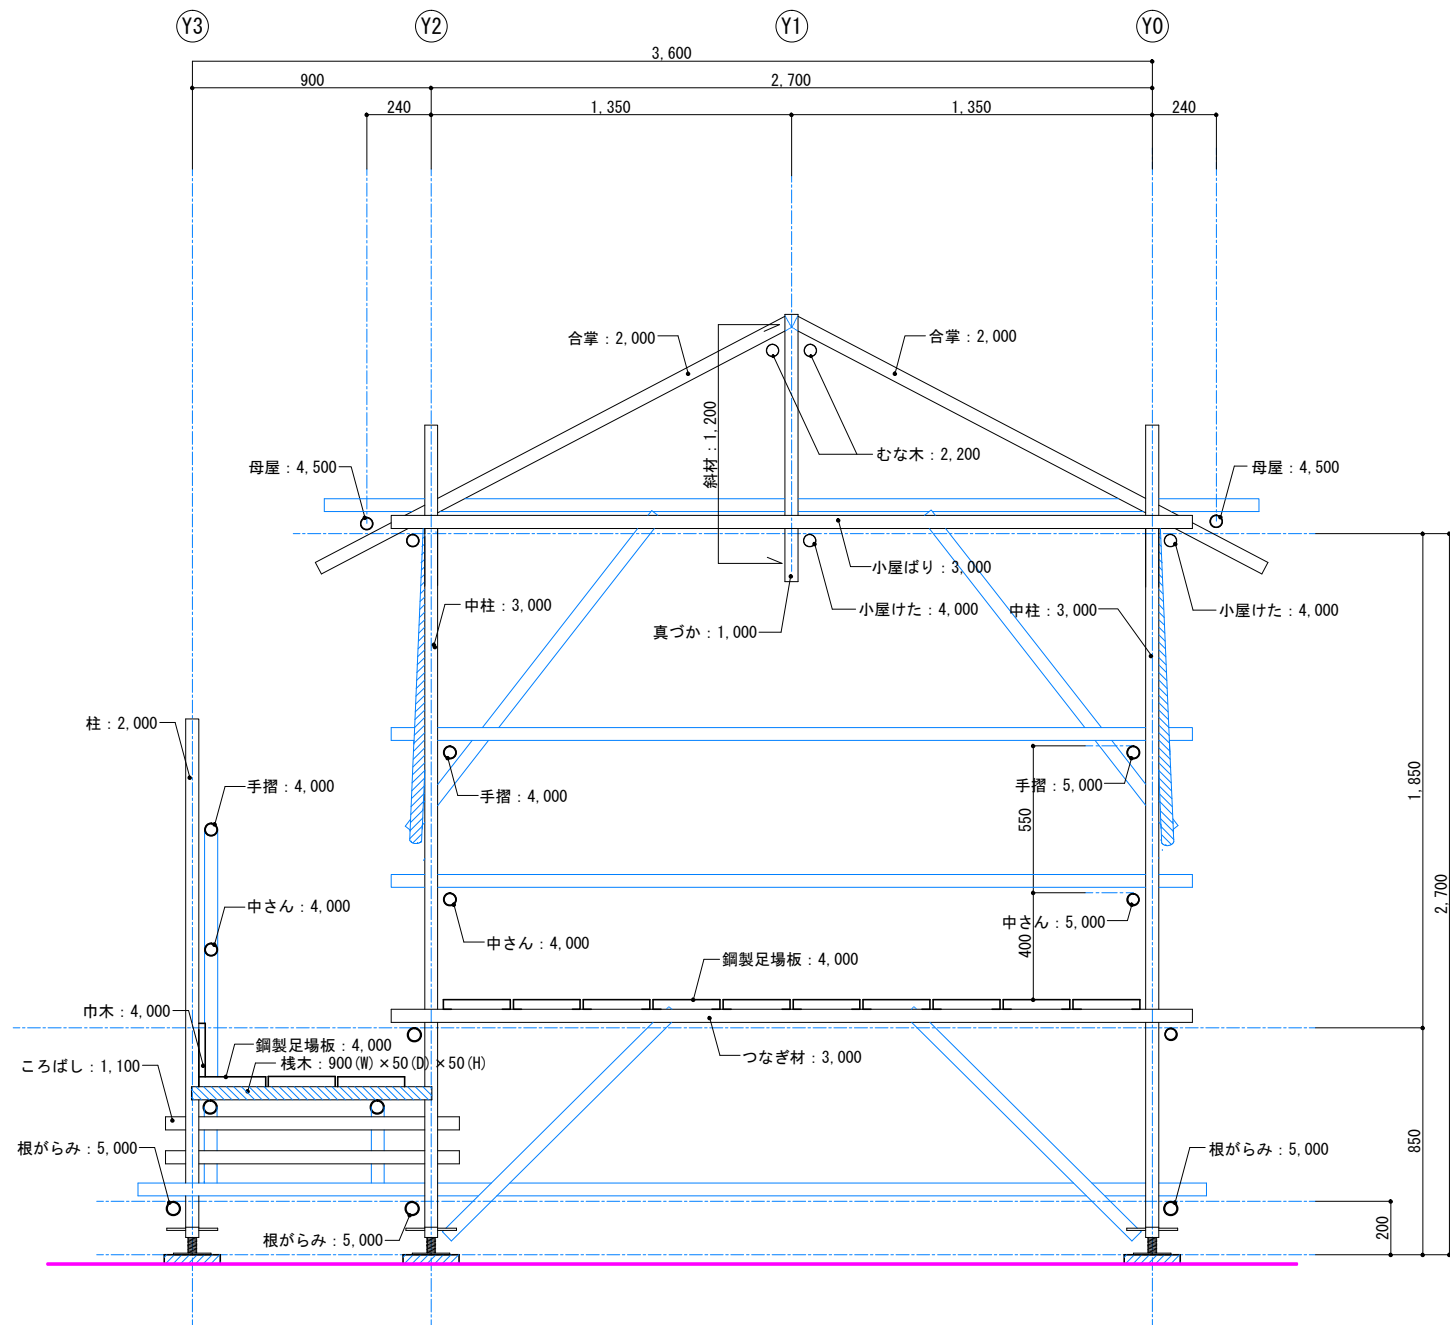 Y3
Y2
Y1
Y0
3,600
900
2,700
240
1,350
1,350
240
合掌：2,000
合掌：2,000
斜材：1,200
むな木：2,200
母屋：4,500
母屋：4,500
小屋ばり：3,000
中柱：3,000
小屋けた：4,000
中柱：3,000
小屋けた：4,000
真づか：1,000
柱：2,000
手摺：4,000
手摺：4,000
手摺：5,000
550
1,850
2,700
中さん：4,000
中さん：4,000
中さん：5,000
400
鋼製足場板：4,000
巾木：4,000
鋼製足場板：4,000
桟木：900(W)×50(D)×50(H)
つなぎ材：3,000
ころばし：1,100
根がらみ：5,000
根がらみ：5,000
850
200
根がらみ：5,000